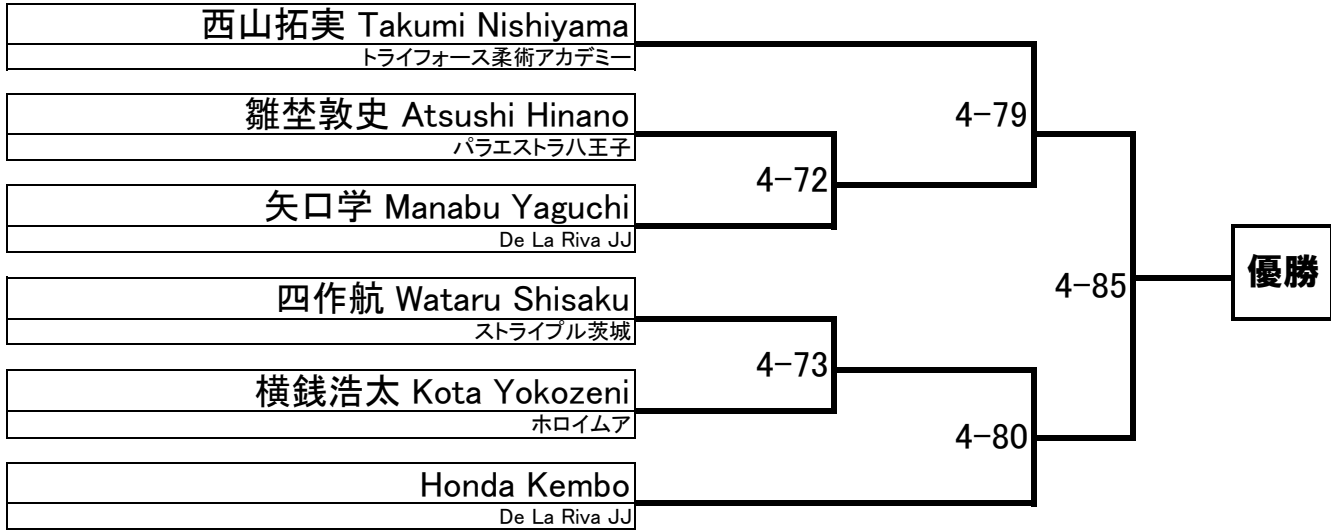 西山拓実 Takumi Nishiyama
トライフォース柔術アカデミー
雛埜敦史 Atsushi Hinano
パラエストラ八王子
矢口学 Manabu Yaguchi
De La Riva JJ
四作航 Wataru Shisaku
ストライプル茨城
横銭浩太 Kota Yokozeni
ホロイムア
Honda Kembo
De La Riva JJ
4-72
4-73
4-79
4-80
4-85
優勝